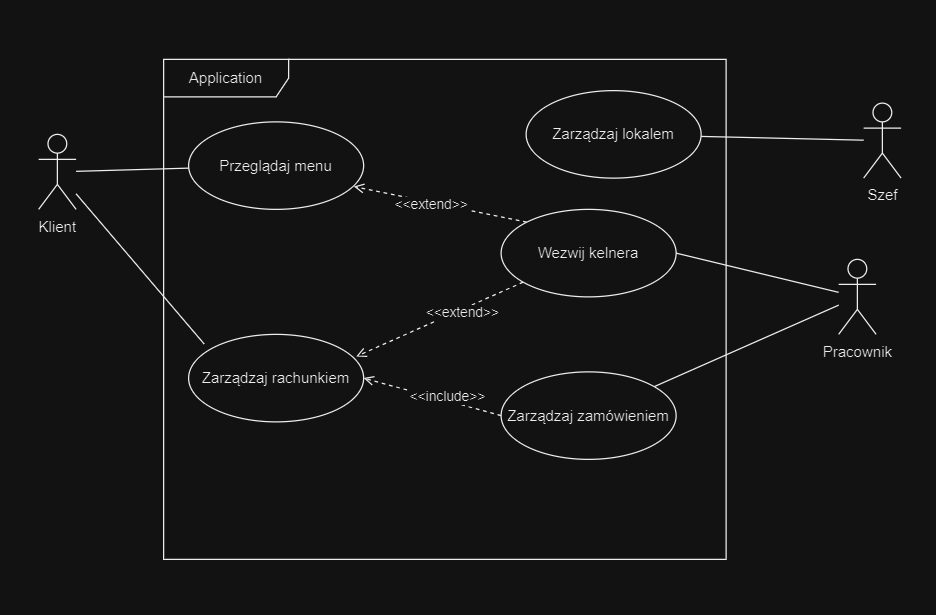 Application
Zarządzaj lokalem
Przeglądaj menu
Szef
<<extend>>
Klient
Wezwij kelnera
<<extend>>
Pracownik
Zarządzaj rachunkiem
<<include>>
Zarządzaj zamówieniem